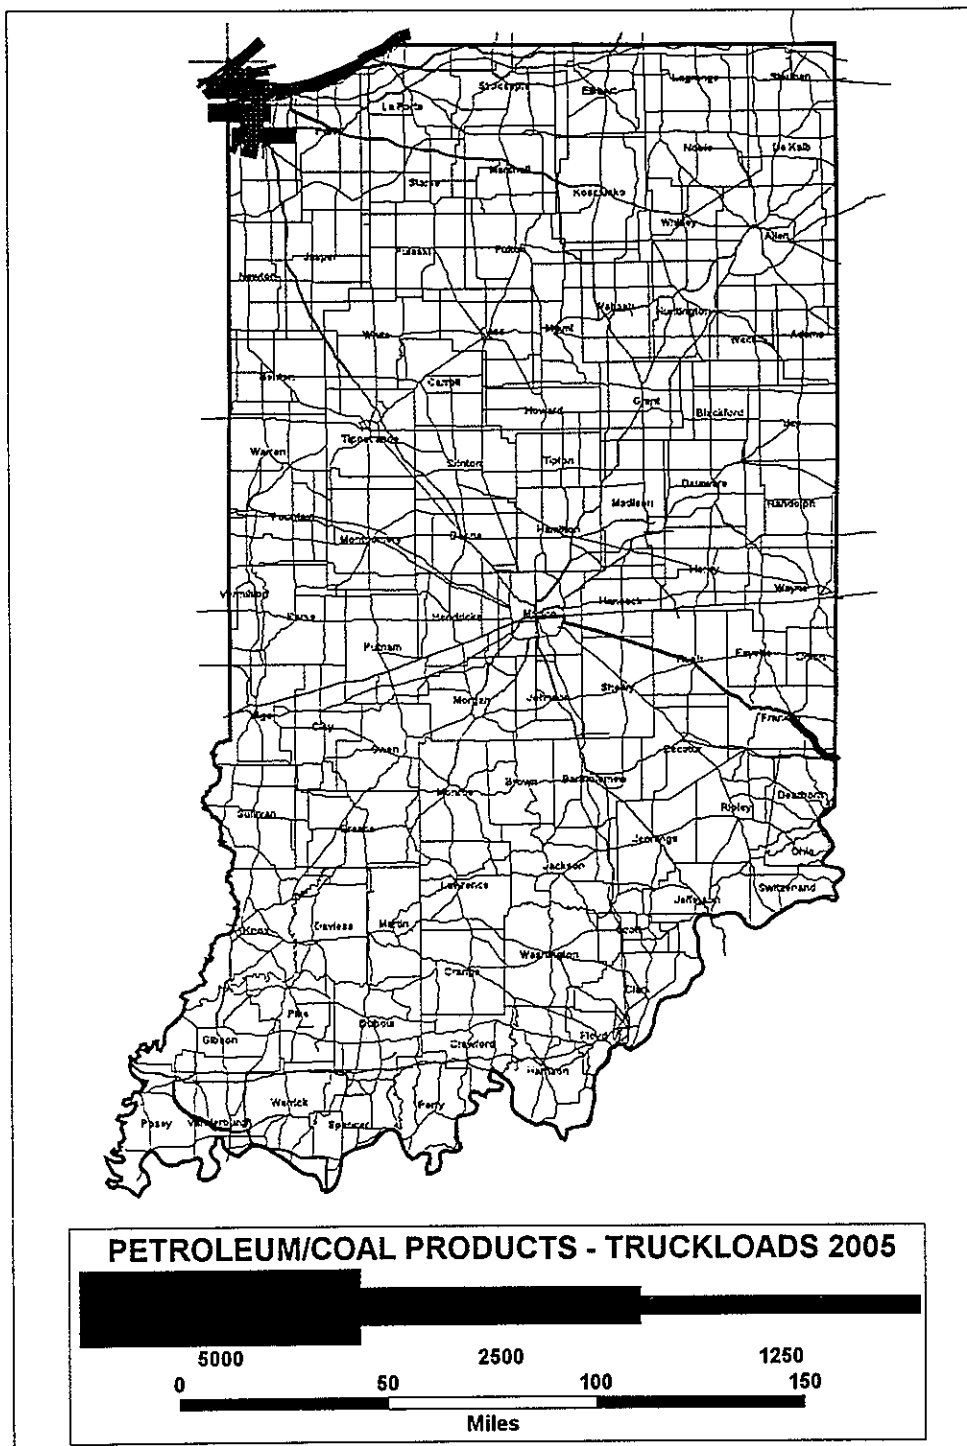 La Porte
St Joseph
Elkhart
Lagrange
Steuben
Porter
Noble
De Kalb
Starke
Marshall
Kosciusko
Whitley
Allen
Newton
Jasper
Pulaski
Fulton
Wabash
Huntington
White
Cass
Miami
Wells
Adams
Benton
Carroll
Howard
Grant
Blackford
Jay
Tippecanoe
Warren
Clinton
Tipton
Madison
Delaware
Randolph
Fountain
Montgomery
Boone
Hamilton
Henry
Vermillion
Parke
Hendricks
Marion
Hancock
Wayne
Putnam
Rush
Fayette
Union
Vigo
Clay
Morgan
Johnson
Shelby
Franklin
Owen
Decatur
Sullivan
Greene
Monroe
Brown
Bartholomew
Ripley
Dearborn
Ohio
Jennings
Jackson
Lawrence
Jefferson
Switzerland
Knox
Daviess
Martin
Scott
Orange
Washington
Clark
Gibson
Pike
Dubois
Crawford
Floyd
Harrison
Posey
Vanderburgh
Warrick
Spencer
Perry
PETROLEUM/COAL PRODUCTS - TRUCKLOADS 2005
5000 2500 1250
0 50 100 150
Miles